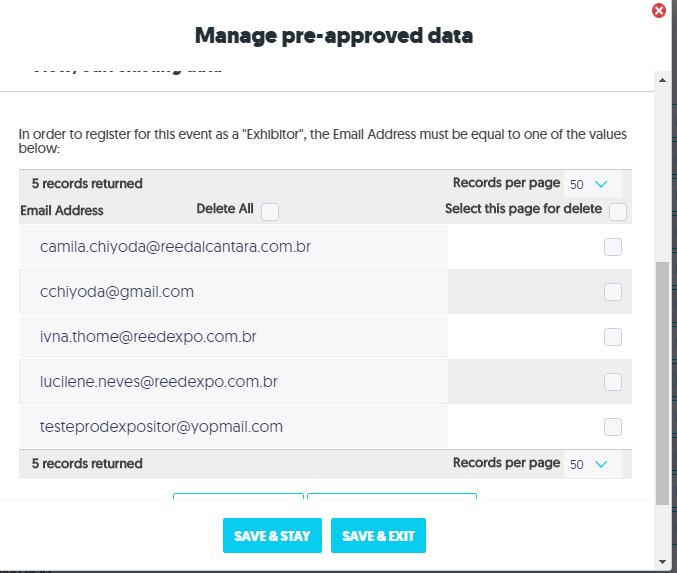 Manage pre-approved data
In order to register for this event as a "Exhibitor", the Email Address must be equal to one of the values
below:
5 records returned Records per page 50
Email Address Delete All Select this page for delete
camila.chiyoda@reedalcantara.com.br
cchiyoda@gmail.com
ivna.thome@reedexpo.com.br
lucilene.neves@reedexpo.com.br
testeprodexpositor@yopmail.com
5 records returned Records per page 50
SAVE & STAY SAVE & EXIT